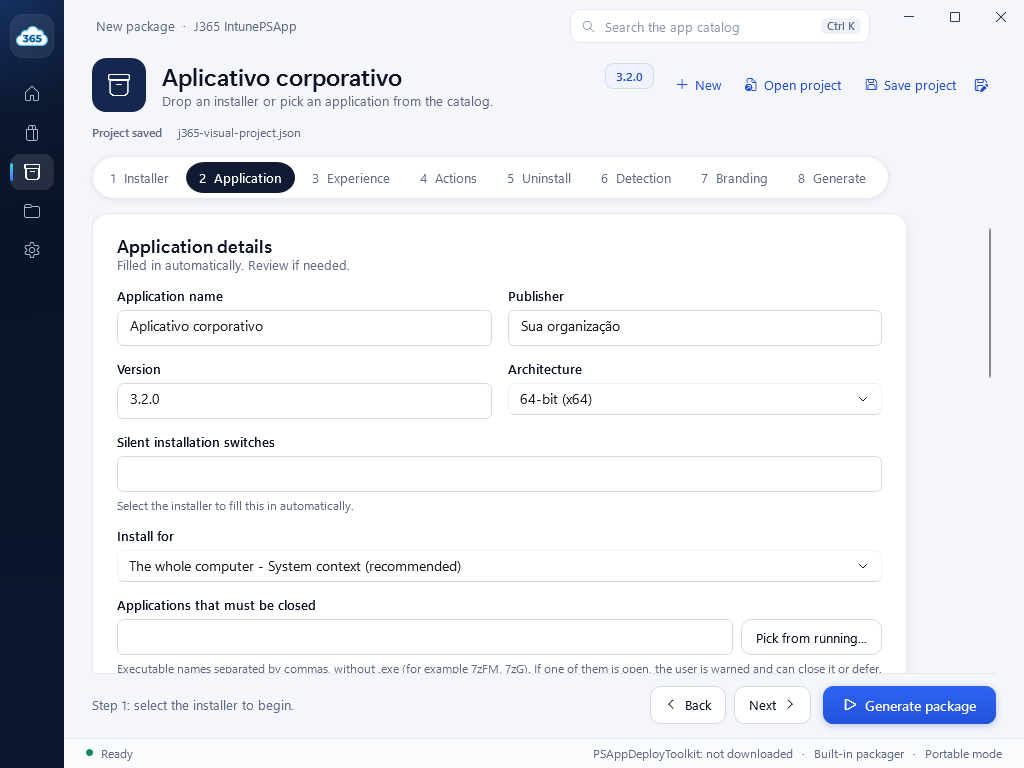 New package · J365 IntunePSApp
Search the app catalog Ctrl K
365
Aplicativo corporativo
Drop an installer or pick an application from the catalog.
3.2.0
New
Open project
Save project
Project saved j365-visual-project.json
1 Installer
2 Application
3 Experience
4 Actions
5 Uninstall
6 Detection
7 Branding
8 Generate
Application details
Filled in automatically. Review if needed.
Application name
Aplicativo corporativo
Publisher
Sua organização
Version
3.2.0
Architecture
64-bit (x64)
Silent installation switches
Select the installer to fill this in automatically.
Install for
The whole computer - System context (recommended)
Applications that must be closed
Pick from running...
Executable names separated by commas, without .exe (for example 7zFM, 7zG). If one of them is open, the user is warned and can close it or defer.
Step 1: select the installer to begin.
Back
Next
Generate package
Ready
PSAppDeployToolkit: not downloaded · Built-in packager · Portable mode